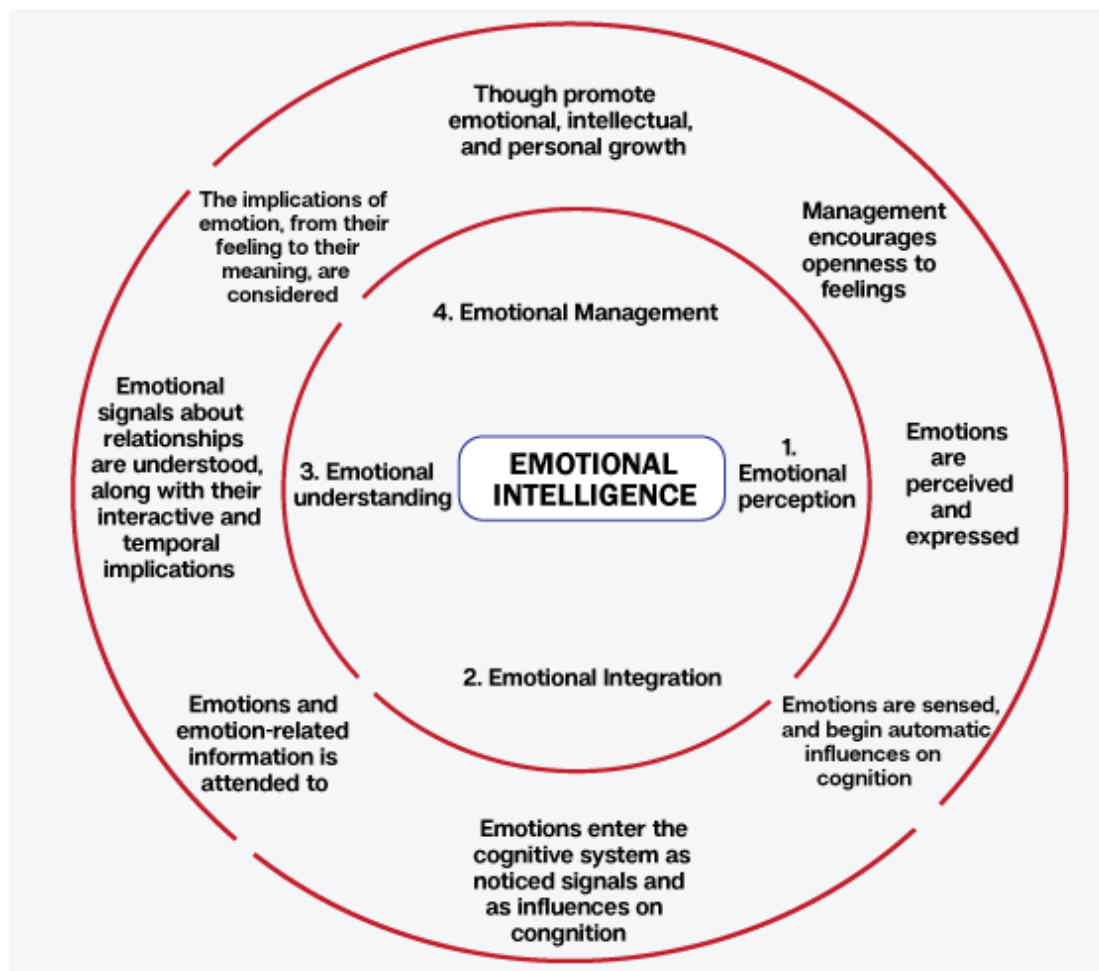 Though promote
emotional, intellectual,
and personal growth
The implications of
emotion, from their
feeling to their
meaning, are
considered
Management
encourages
openness to
feelings
4. Emotional Management
Emotional
signals about
relationships
are understood,
along with their
interactive and
temporal
implications
3. Emotional
understanding
EMOTIONAL
INTELLIGENCE
1.
Emotional
perception
Emotions
are
perceived
and
expressed
2. Emotional Integration
Emotions and
emotion-related
information is
attended to
Emotions are sensed,
and begin automatic
influences on
cognition
Emotions enter the
cognitive system as
noticed signals and
as influences on
congnition